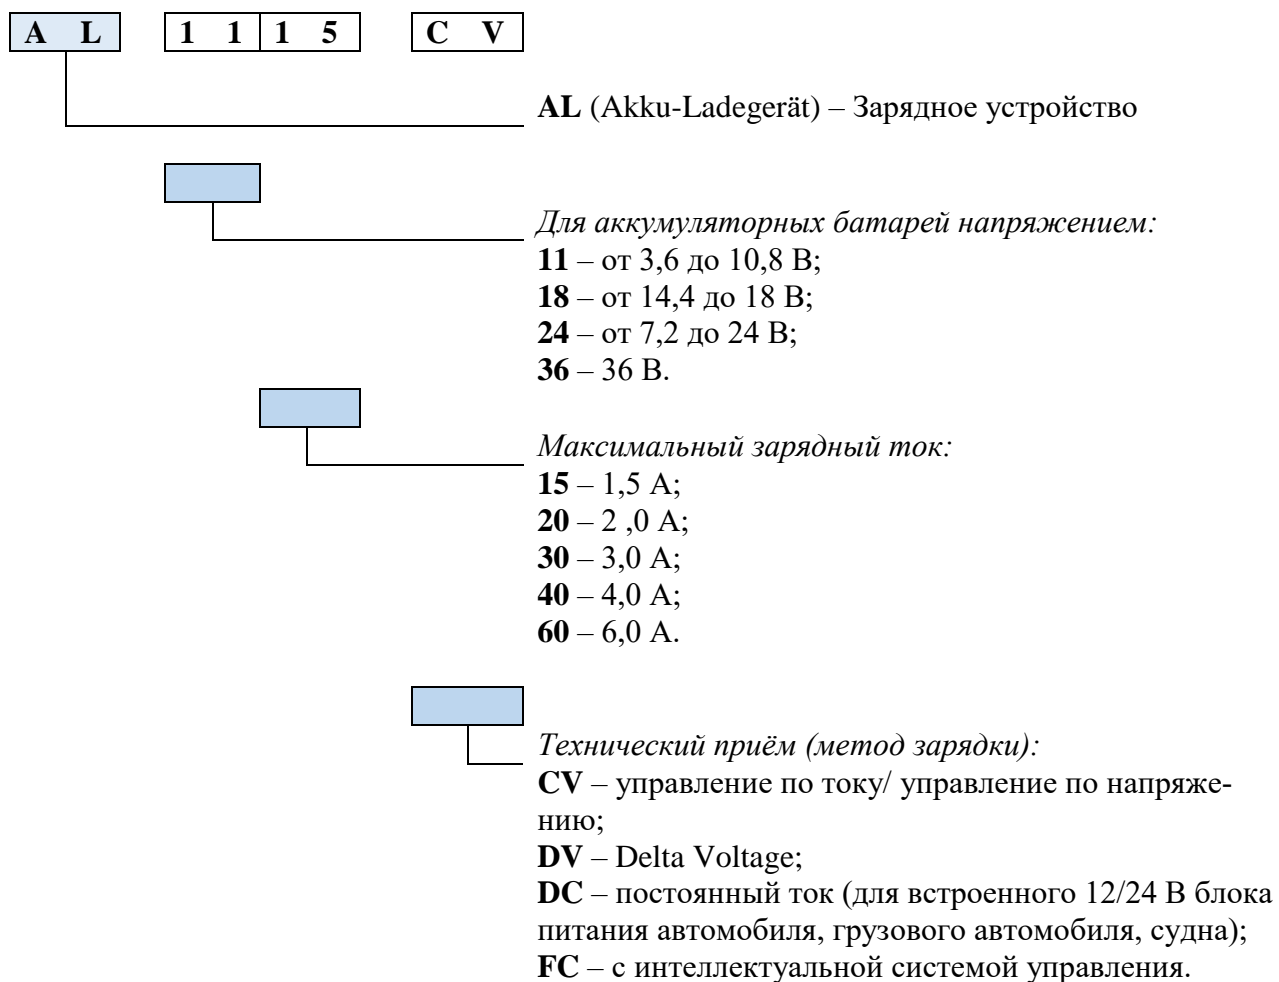 A L 1 1 1 5 C V
AL (Akku-Ladegerät) – Зарядное устройство
Для аккумуляторных батарей напряжением:
11 – от 3,6 до 10,8 В;
18 – от 14,4 до 18 В;
24 – от 7,2 до 24 В;
36 – 36 В.
Максимальный зарядный ток:
15 – 1,5 А;
20 – 2 ,0 А;
30 – 3,0 А;
40 – 4,0 А;
60 – 6,0 А.
Технический приём (метод зарядки):
CV – управление по току/ управление по напряже-
нию;
DV – Delta Voltage;
DC – постоянный ток (для встроенного 12/24 В блока
питания автомобиля, грузового автомобиля, судна);
FC – с интеллектуальной системой управления.